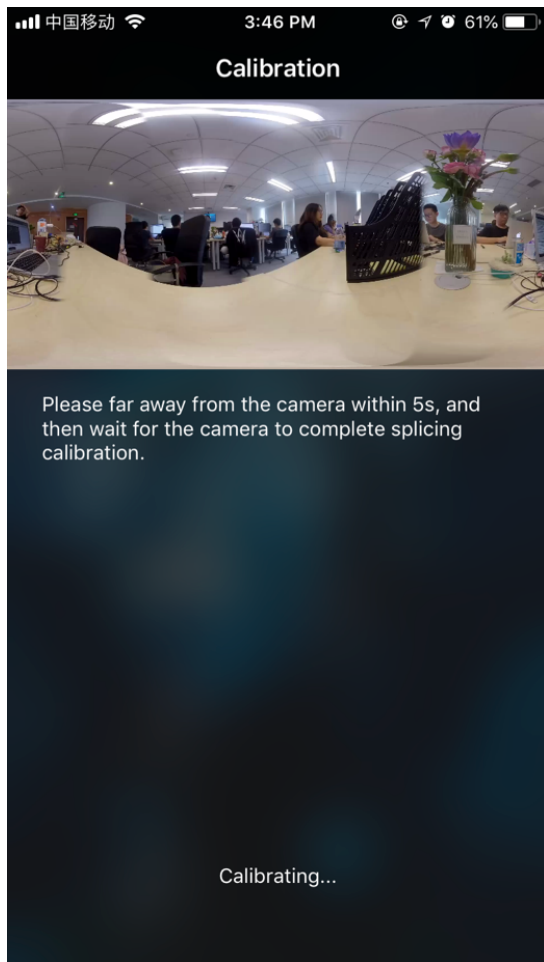 中国移动 3:46 PM 61%
Calibration
Please far away from the camera within 5s, and
then wait for the camera to complete splicing
calibration.
Calibrating...